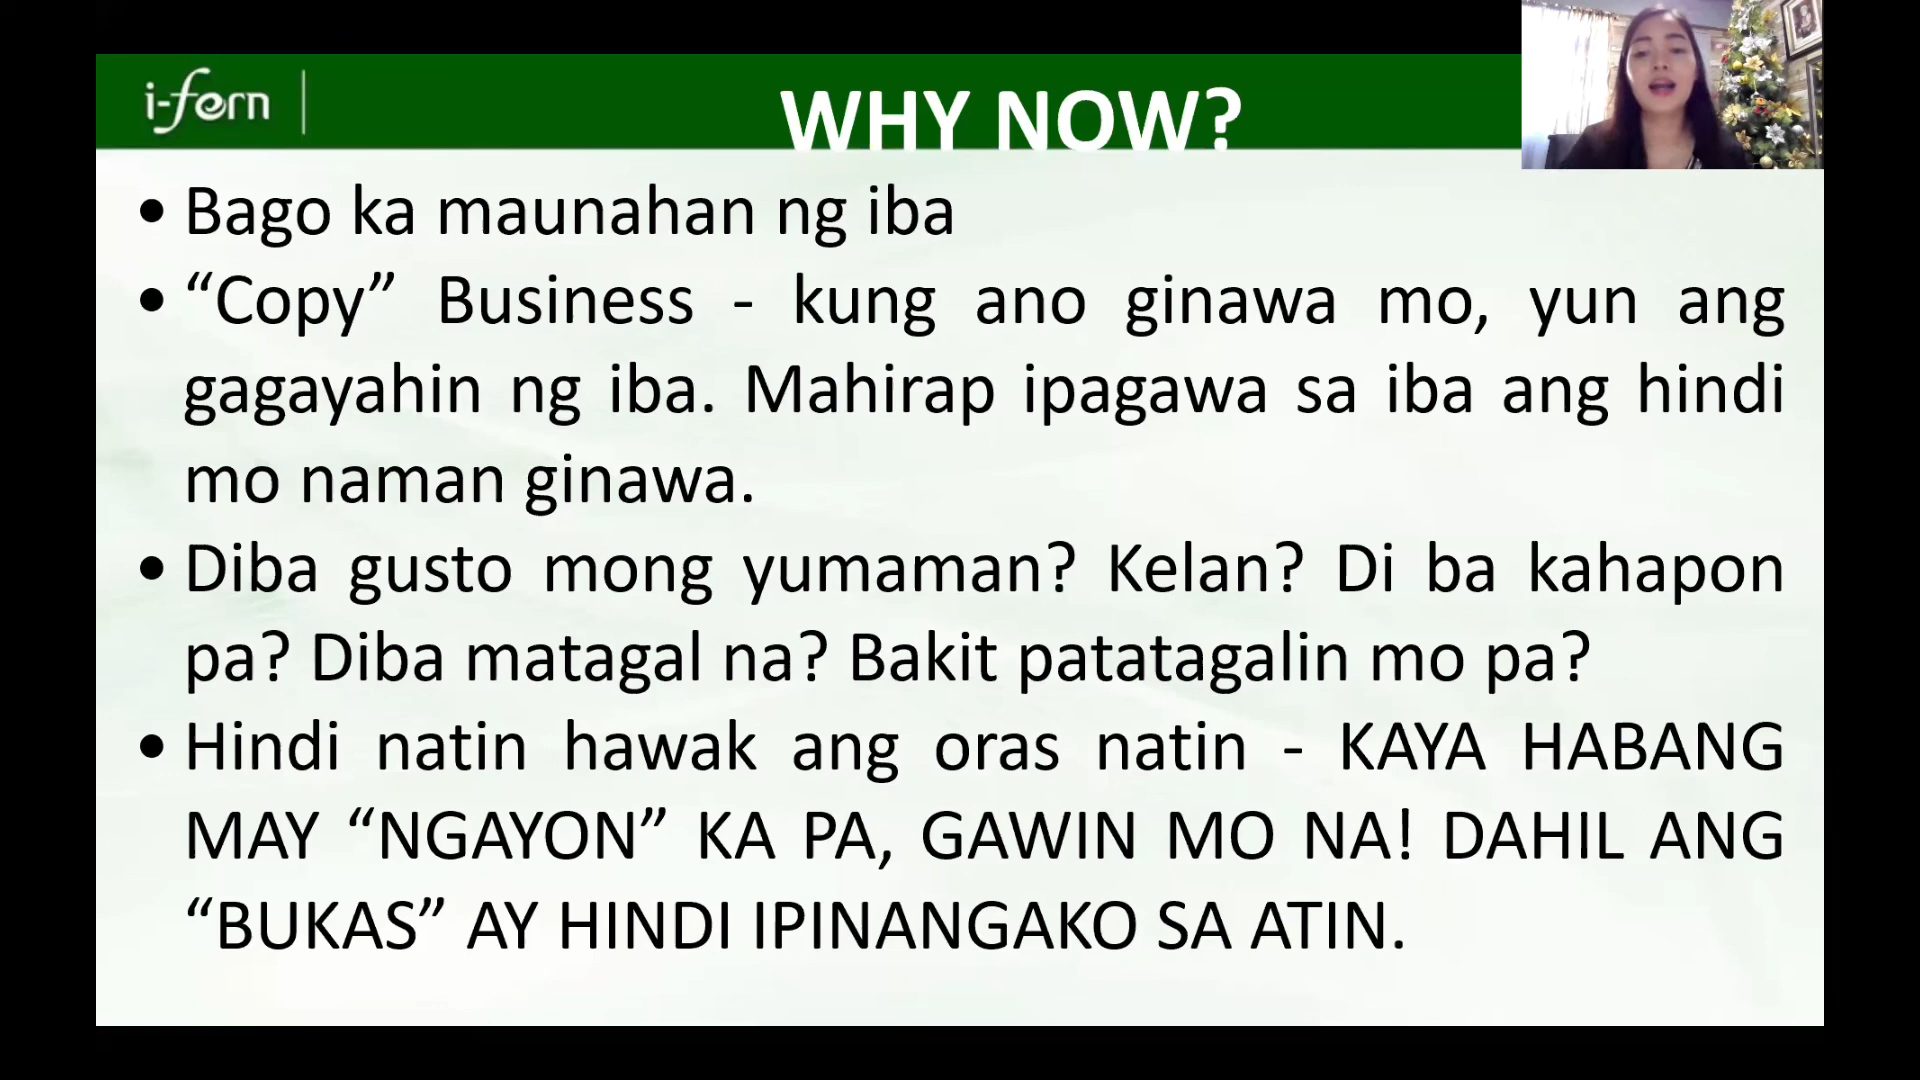 i-fern
WHY NOW?
• Bago ka maunahan ng iba
• “Copy” Business - kung ano ginawa mo, yun ang
gagayahin ng iba. Mahirap ipagawa sa iba ang hindi
mo naman ginawa.
• Diba gusto mong yumaman? Kelan? Di ba kahapon
pa? Diba matagal na? Bakit patatagalin mo pa?
• Hindi natin hawak ang oras natin - KAYA HABANG
MAY “NGAYON” KA PA, GAWIN MO NA! DAHIL ANG
“BUKAS” AY HINDI IPINANGAKO SA ATIN.